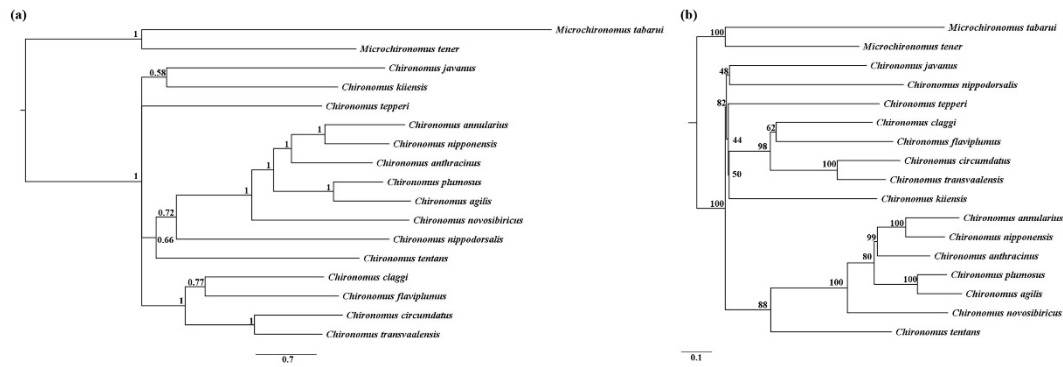 (a)
1
Microchironomus tabarui
Microchironomus tener
0.58
Chironomus javanus
Chironomus kiiensis
Chironomus tepperi
1
1
Chironomus annularius
Chironomus nipponensis
1
Chironomus anthracinus
1
Chironomus plumosus
1
1
Chironomus agilis
0.72
Chironomus novosibiricus
0.66
Chironomus nippodorsalis
Chironomus tentans
0.77
Chironomus claggi
1
Chironomus flaviplumus
1
Chironomus circumdatus
Chironomus transvaalensis
0.7
(b)
100
Microchironomus tabarui
Microchironomus tener
48
Chironomus javanus
Chironomus nippodorsalis
82
Chironomus tepperi
62
Chironomus claggi
44
98
Chironomus flaviplumus
100
Chironomus circumdatus
50
Chironomus transvaalensis
Chironomus kiiensis
100
100
Chironomus annularius
Chironomus nipponensis
99
Chironomus anthracinus
80
100
Chironomus plumosus
100
Chironomus agilis
88
Chironomus novosibiricus
Chironomus tentans
0.1